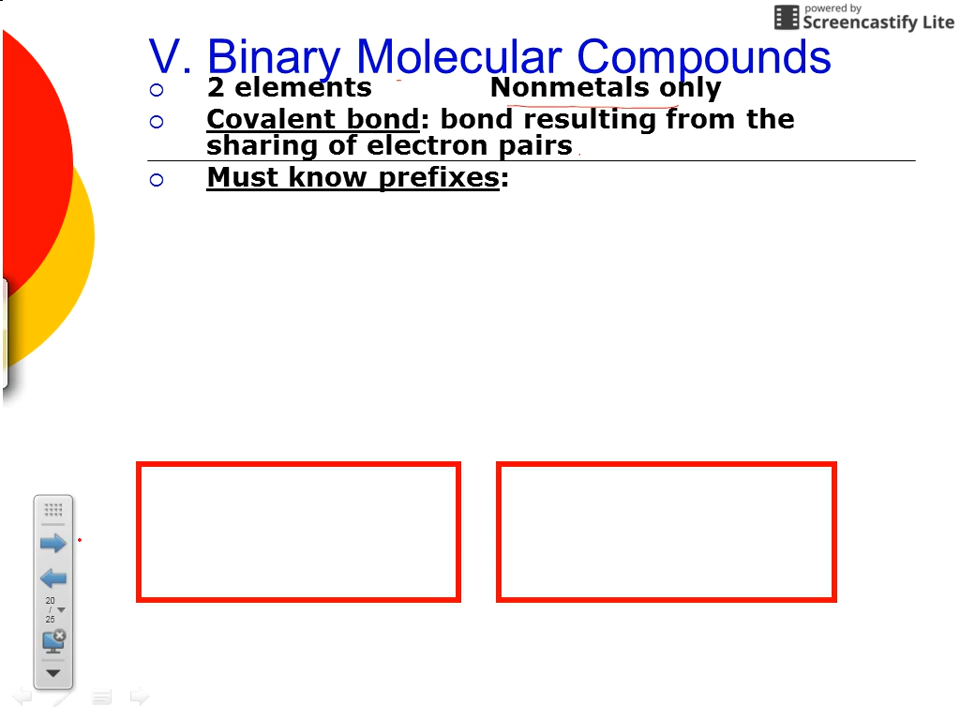 powered by
Screencastify Lite
V. Binary Molecular Compounds
2 elements Nonmetals only
Covalent bond: bond resulting from the
sharing of electron pairs
Must know prefixes:
20
/
25